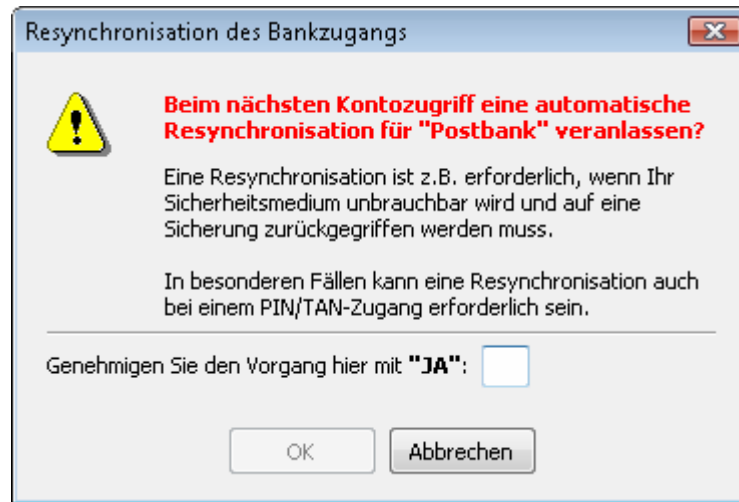 Resynchronisation des Bankzugangs
Beim nächsten Kontozugriff eine automatische
Resynchronisation für "Postbank" veranlassen?
Eine Resynchronisation ist z.B. erforderlich, wenn Ihr
Sicherheitsmedium unbrauchbar wird und auf eine
Sicherung zurückgegriffen werden muss.
In besonderen Fällen kann eine Resynchronisation auch
bei einem PIN/TAN-Zugang erforderlich sein.
Genehmigen Sie den Vorgang hier mit "JA":
OK Abbrechen